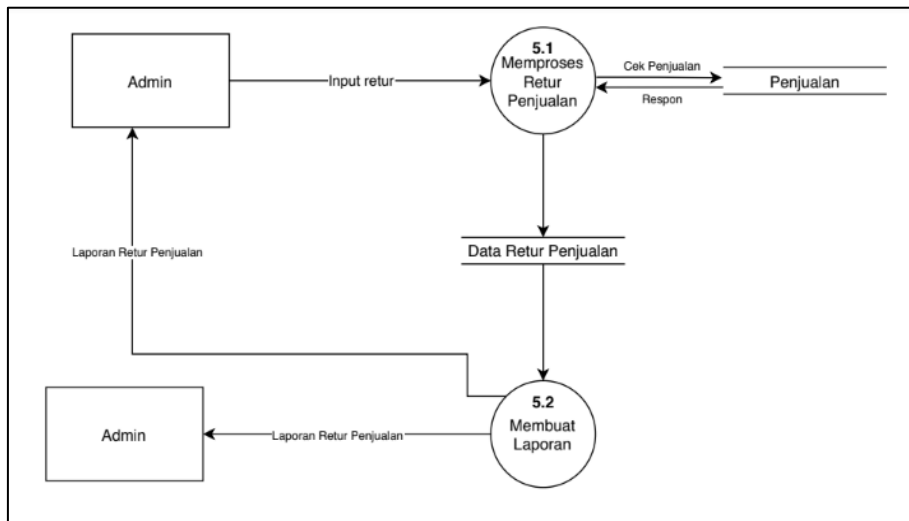 Admin
Input retur
5.1
Memproses
Retur
Penjualan
Cek Penjualan
Respon
Penjualan
Laporan Retur Penjualan
Data Retur Penjualan
Admin
Laporan Retur Penjualan
5.2
Membuat
Laporan